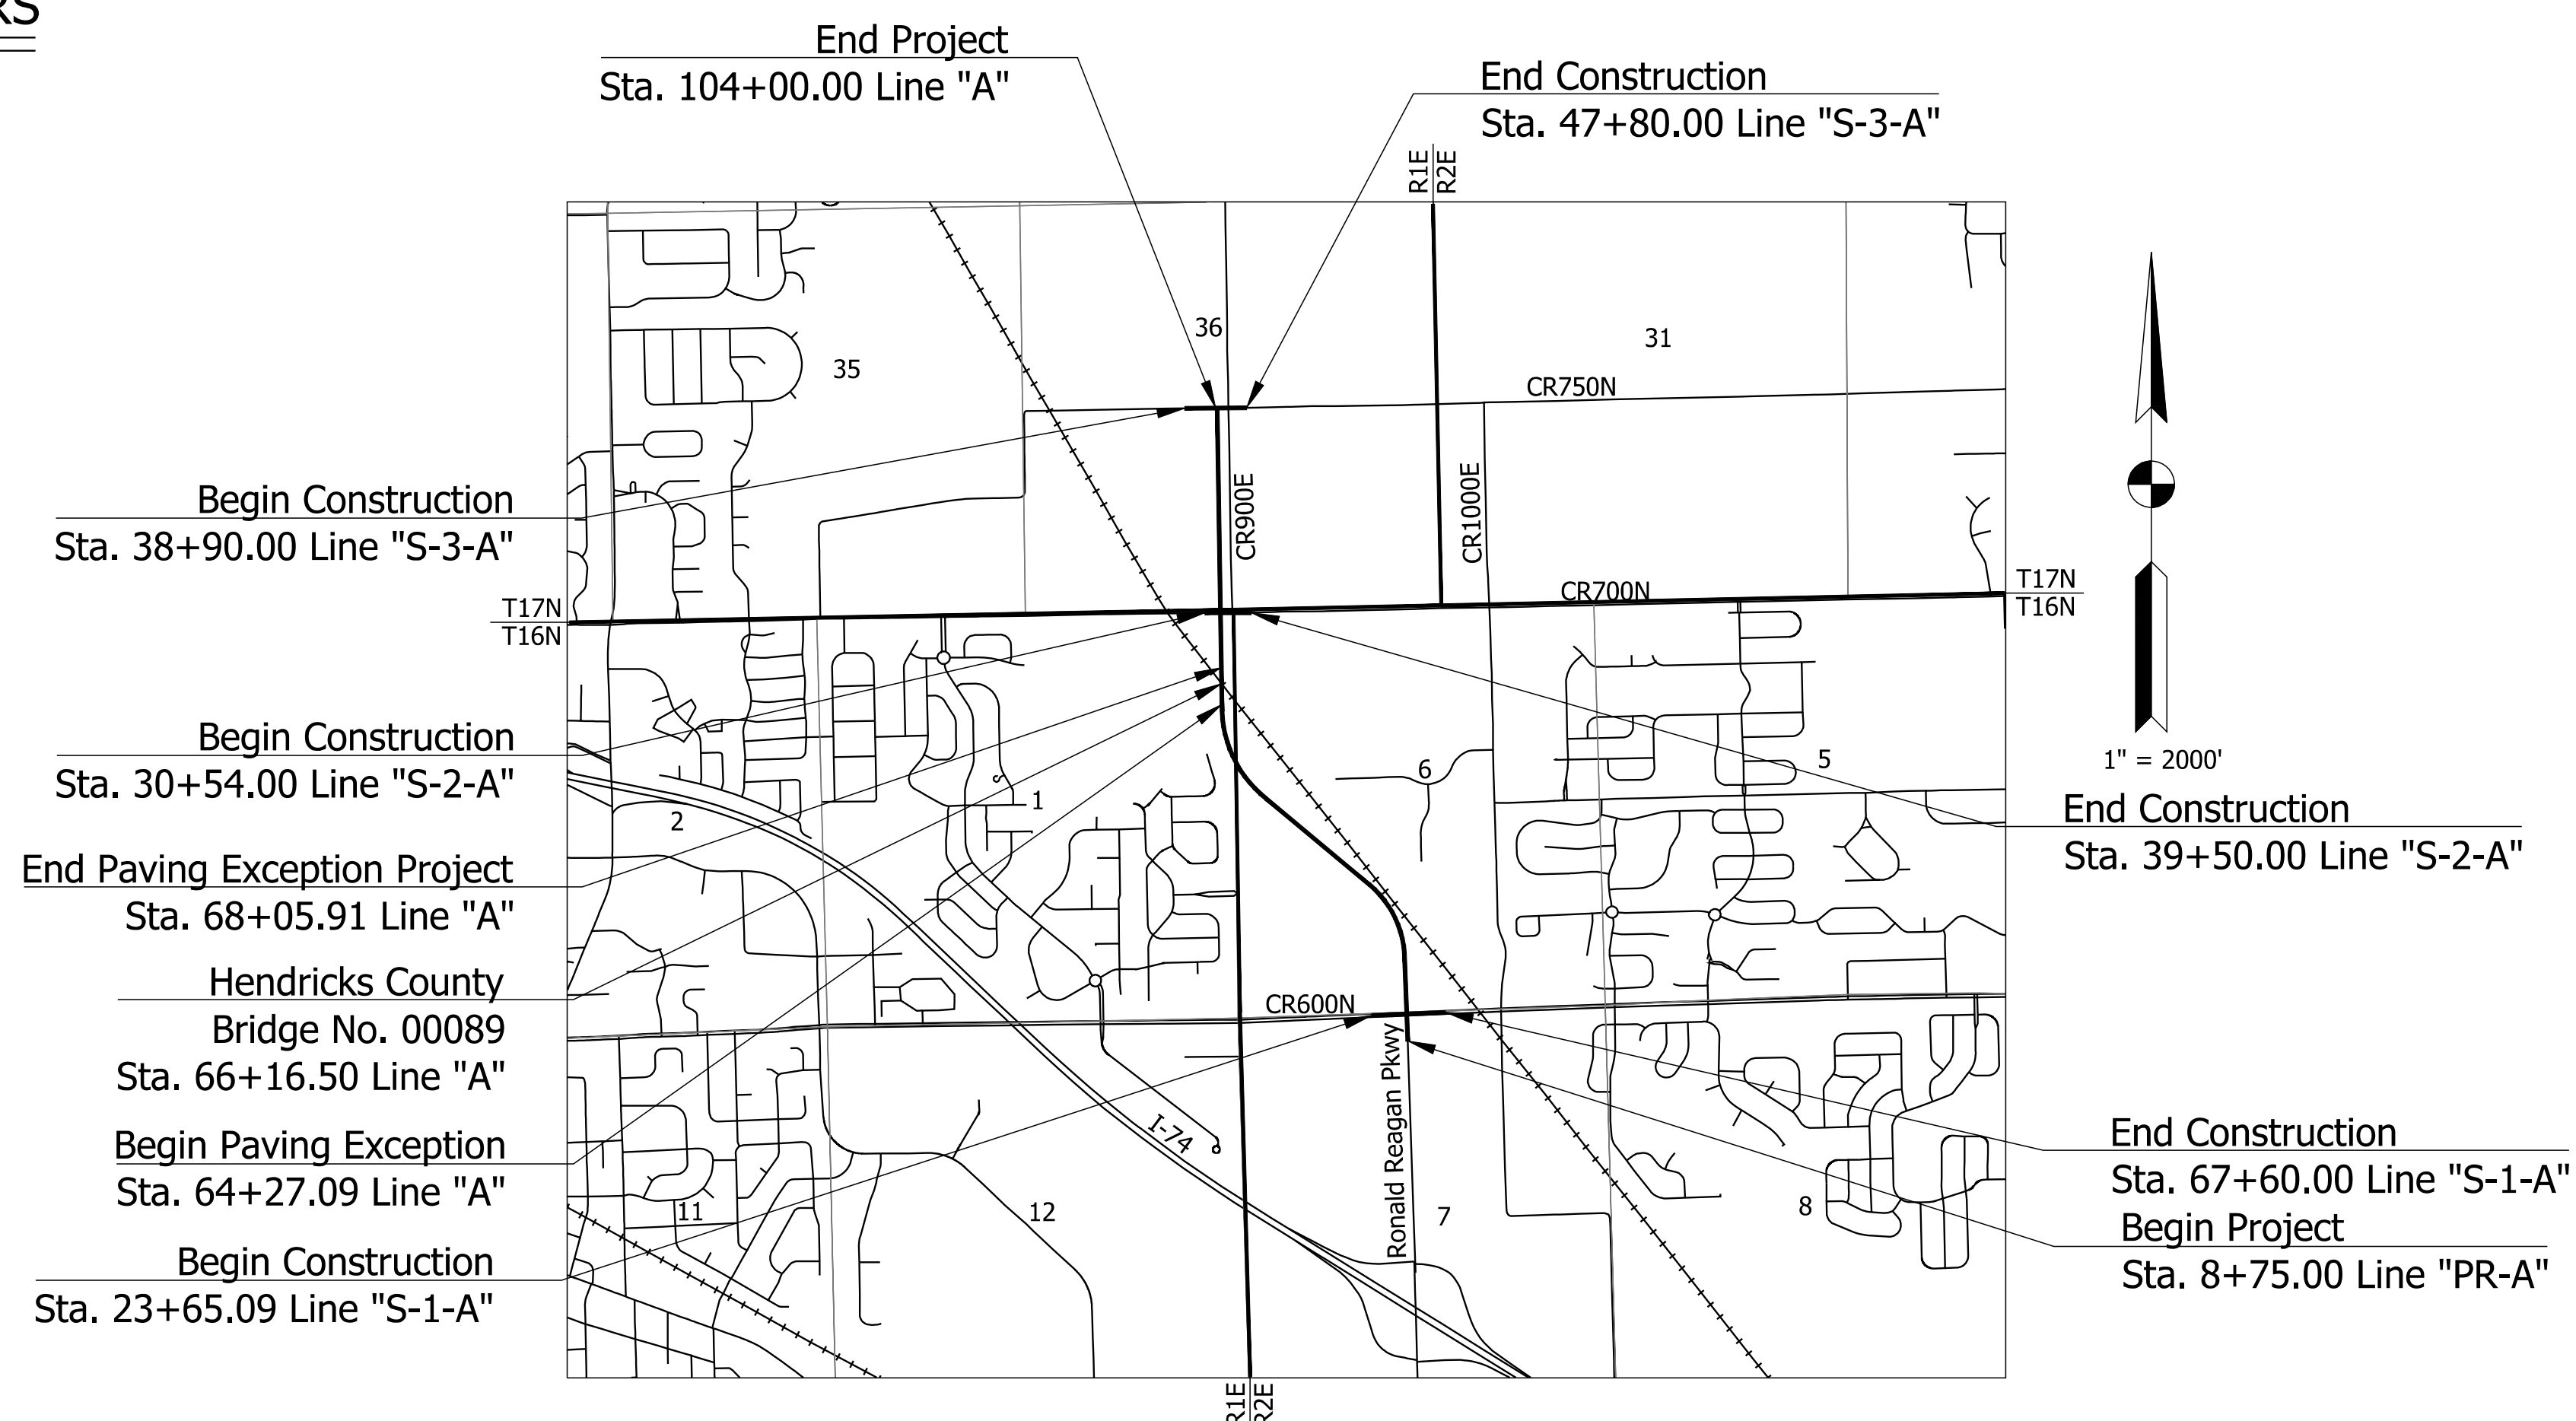 RS
End Project
Sta. 104+00.00 Line "A"
End Construction
Sta. 47+80.00 Line "S-3-A"
R1E
R2E
36
31
35
CR750N
CR900E
CR1000E
Begin Construction
Sta. 38+90.00 Line "S-3-A"
T17N
T16N
CR700N
T17N
T16N
Begin Construction
Sta. 30+54.00 Line "S-2-A"
1" = 2000'
5
6
1
2
End Construction
Sta. 39+50.00 Line "S-2-A"
End Paving Exception Project
Sta. 68+05.91 Line "A"
Hendricks County
Bridge No. 00089
Sta. 66+16.50 Line "A"
CR600N
Ronald Reagan Pkwy
I-74
Begin Paving Exception
Sta. 64+27.09 Line "A"
11
12
7
8
End Construction
Sta. 67+60.00 Line "S-1-A"
Begin Project
Sta. 8+75.00 Line "PR-A"
Begin Construction
Sta. 23+65.09 Line "S-1-A"
R1E
R2E